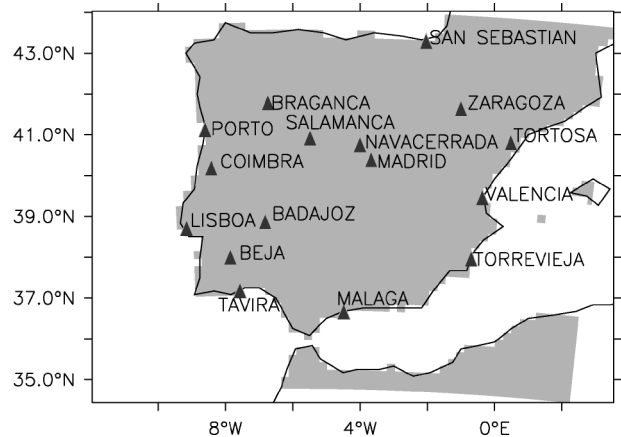 43.0°N
SAN SEBASTIAN
BRAGANCA
ZARAGOZA
SALAMANCA
41.0°N
PORTO
NAVACERRADA
TORTOSA
COIMBRA
MADRID
VALENCIA
39.0°N
LISBOA
BADAJOZ
BEJA
TORREVIEJA
37.0°N
TAVIRA
MALAGA
35.0°N
8°W
4°W
0°E